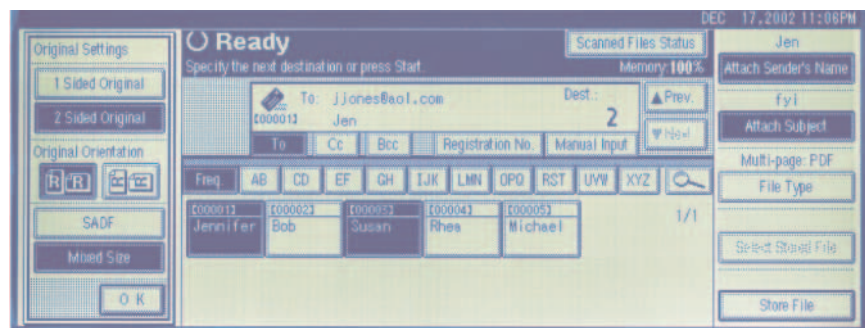 DEC 17,2002 11:06PM
Original Settings
1 Sided Original
2 Sided Original
Original Orientation
R R R R
SADF
Mixed Size
O K
Ready
Scanned Files Status
Specify the next destination or press Start.
Memory:100%
To: jjones@aol.com
Dest.:
2
[00001] Jen
▲Prev.
▼Next
To Cc Bcc Registration No. Manual Input
Freq. AB CD EF GH IJK LMN OPQ RST UVW XYZ
[00001] [00002] [00003] [00004] [00005]
Jennifer Bob Susan Rhea Michael
1/1
Jen
Attach Sender's Name
fyi
Attach Subject
Multi-page: PDF
File Type
Select Stored File
Store File